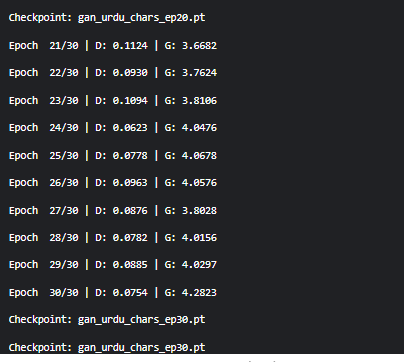 Checkpoint: gan_urdu_chars_ep20.pt
Epoch 21/30 | D: 0.1124 | G: 3.6682
Epoch 22/30 | D: 0.0930 | G: 3.7624
Epoch 23/30 | D: 0.1094 | G: 3.8106
Epoch 24/30 | D: 0.0623 | G: 4.0476
Epoch 25/30 | D: 0.0778 | G: 4.0678
Epoch 26/30 | D: 0.0963 | G: 4.0576
Epoch 27/30 | D: 0.0876 | G: 3.8028
Epoch 28/30 | D: 0.0782 | G: 4.0156
Epoch 29/30 | D: 0.0885 | G: 4.0297
Epoch 30/30 | D: 0.0754 | G: 4.2823
Checkpoint: gan_urdu_chars_ep30.pt
Checkpoint: gan_urdu_chars_ep30.pt